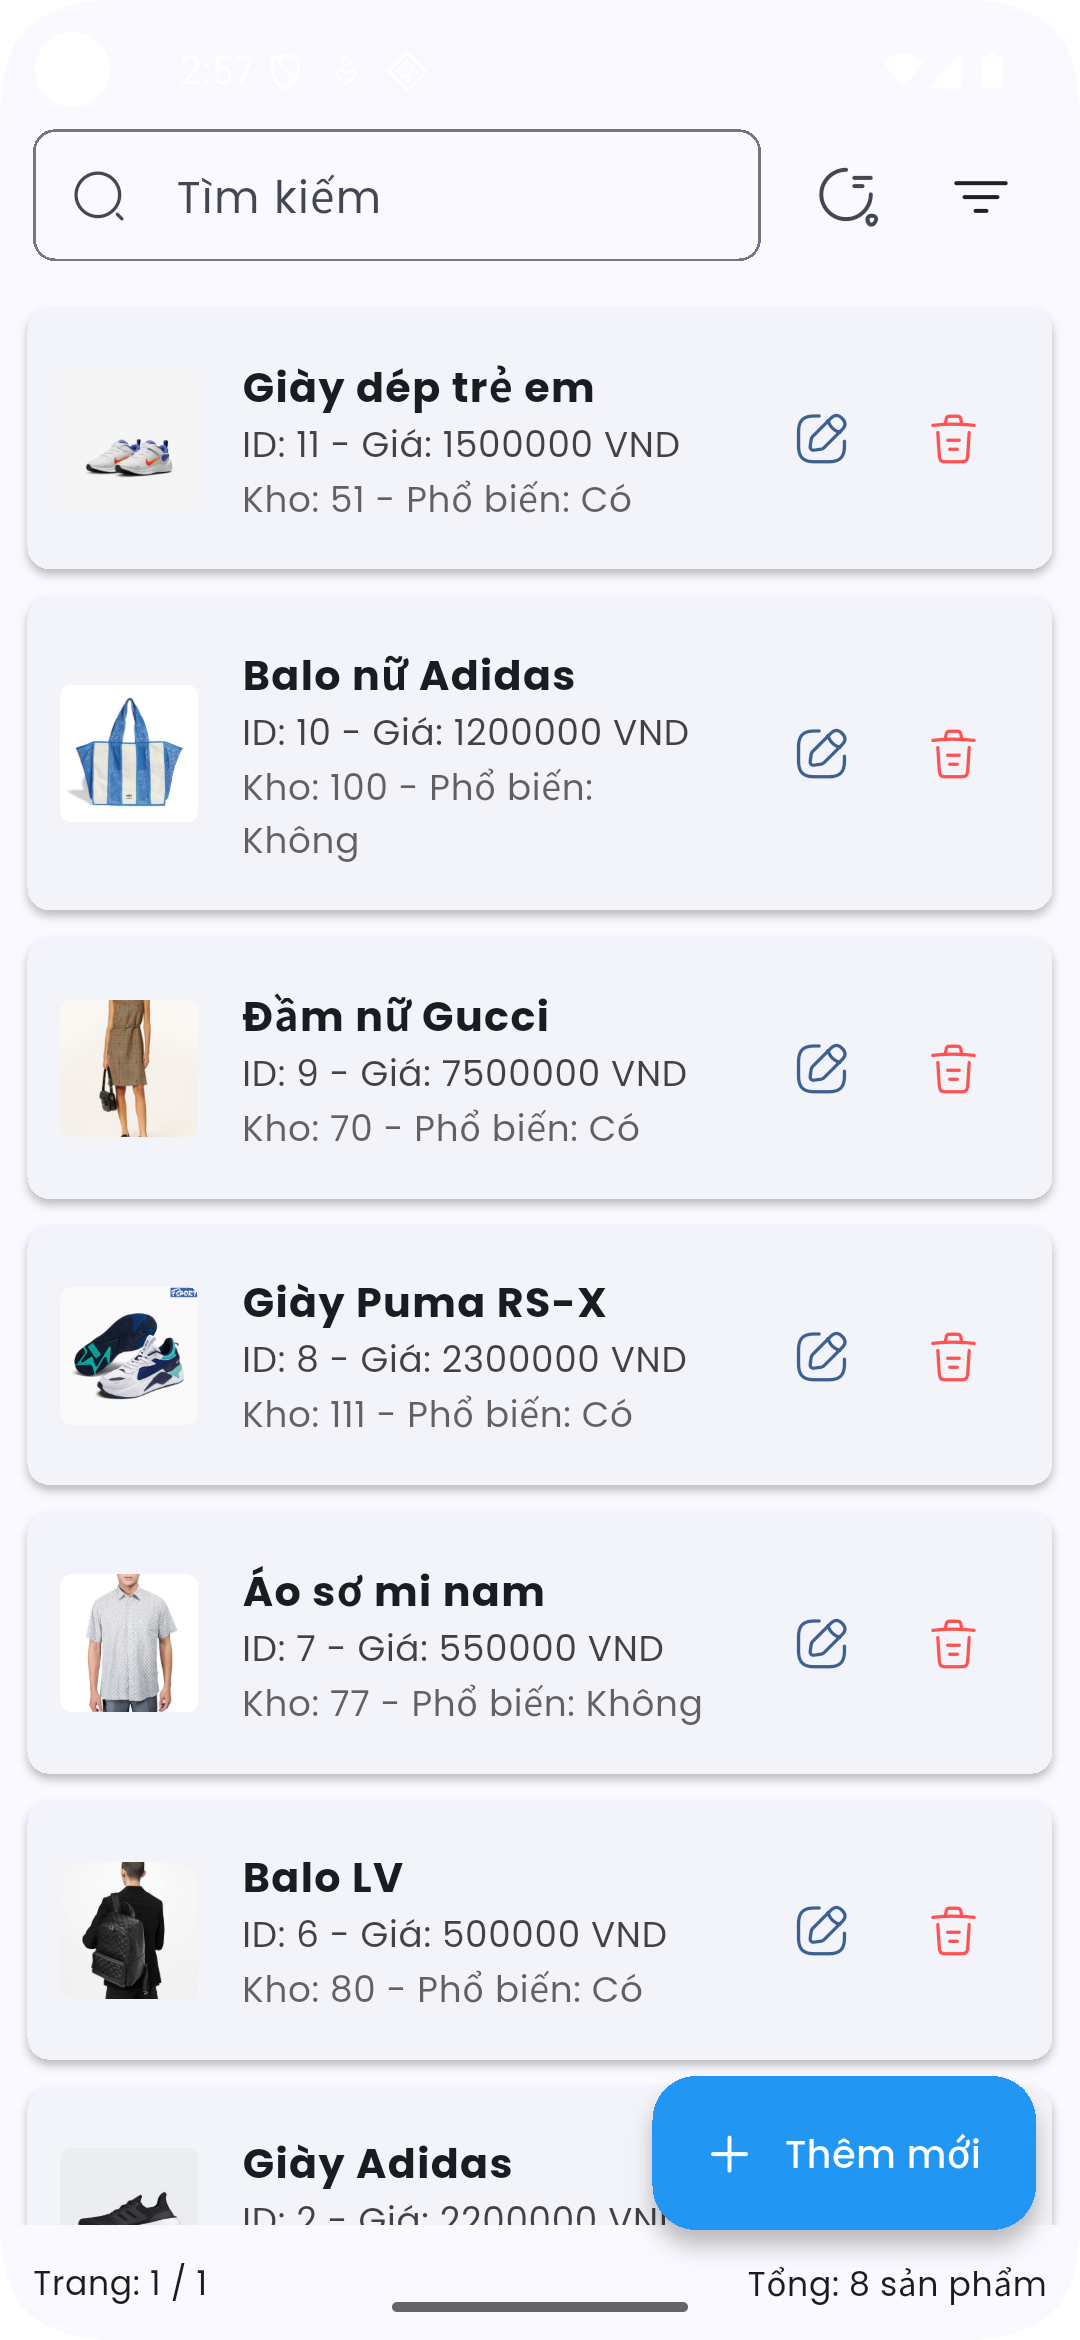 2:57
Tìm kiếm
Giày dép trẻ em
ID: 11 - Giá: 1500000 VND
Kho: 51 - Phổ biến: Có
Balo nữ Adidas
ID: 10 - Giá: 1200000 VND
Kho: 100 - Phổ biến:
Không
Đầm nữ Gucci
ID: 9 - Giá: 7500000 VND
Kho: 70 - Phổ biến: Có
Giày Puma RS-X
ID: 8 - Giá: 2300000 VND
Kho: 111 - Phổ biến: Có
Áo sơ mi nam
ID: 7 - Giá: 550000 VND
Kho: 77 - Phổ biến: Không
Balo LV
ID: 6 - Giá: 500000 VND
Kho: 80 - Phổ biến: Có
Giày Adidas
ID: 2 - Giá: 2200000 VND
Thêm mới
Trang: 1 / 1
Tổng: 8 sản phẩm